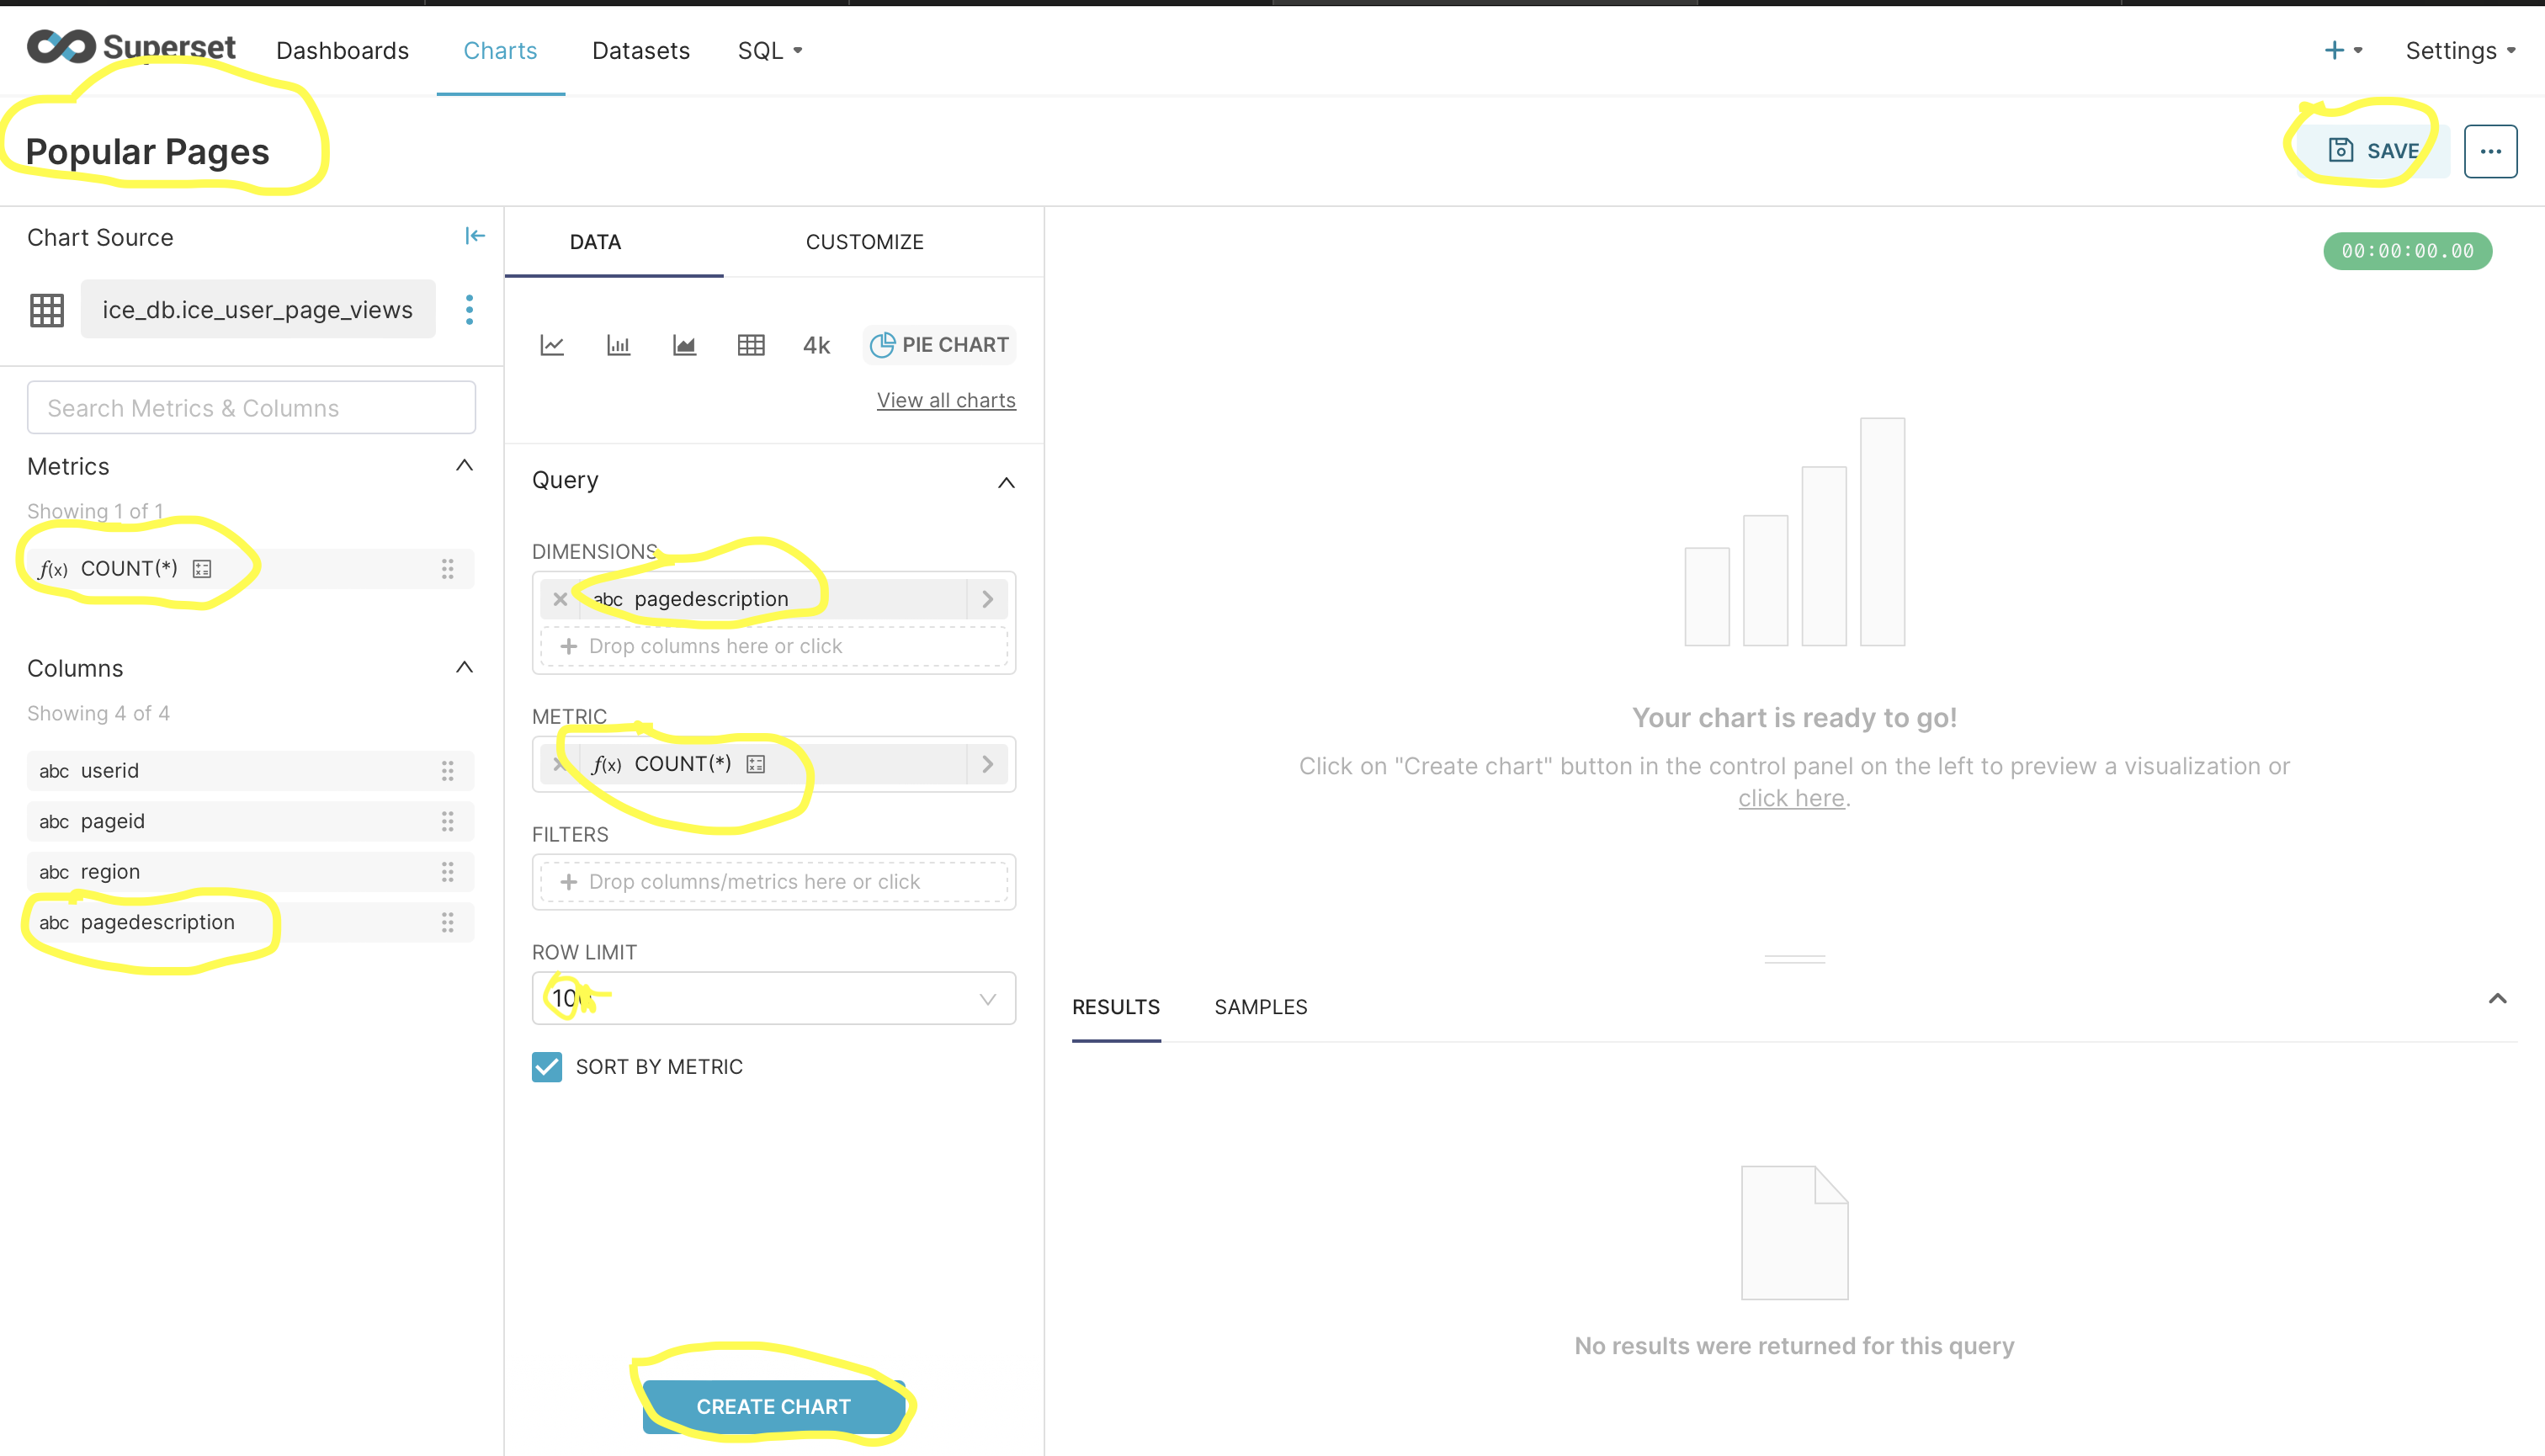 Superset Dashboards Charts Datasets SQL Settings
Popular Pages
SAVE
Chart Source
ice_db.ice_user_page_views
Search Metrics & Columns
Metrics
Showing 1 of 1
f(x) COUNT(*)
Columns
Showing 4 of 4
abc userid
abc pageid
abc region
abc pagedescription
DATA CUSTOMIZE
4k PIE CHART
View all charts
Query
DIMENSIONS
abc pagedescription
+ Drop columns here or click
METRIC
f(x) COUNT(*)
FILTERS
+ Drop columns/metrics here or click
ROW LIMIT
SORT BY METRIC
CREATE CHART
00:00:00.00
Your chart is ready to go!
Click on "Create chart" button in the control panel on the left to preview a visualization or
click here.
RESULTS SAMPLES
No results were returned for this query